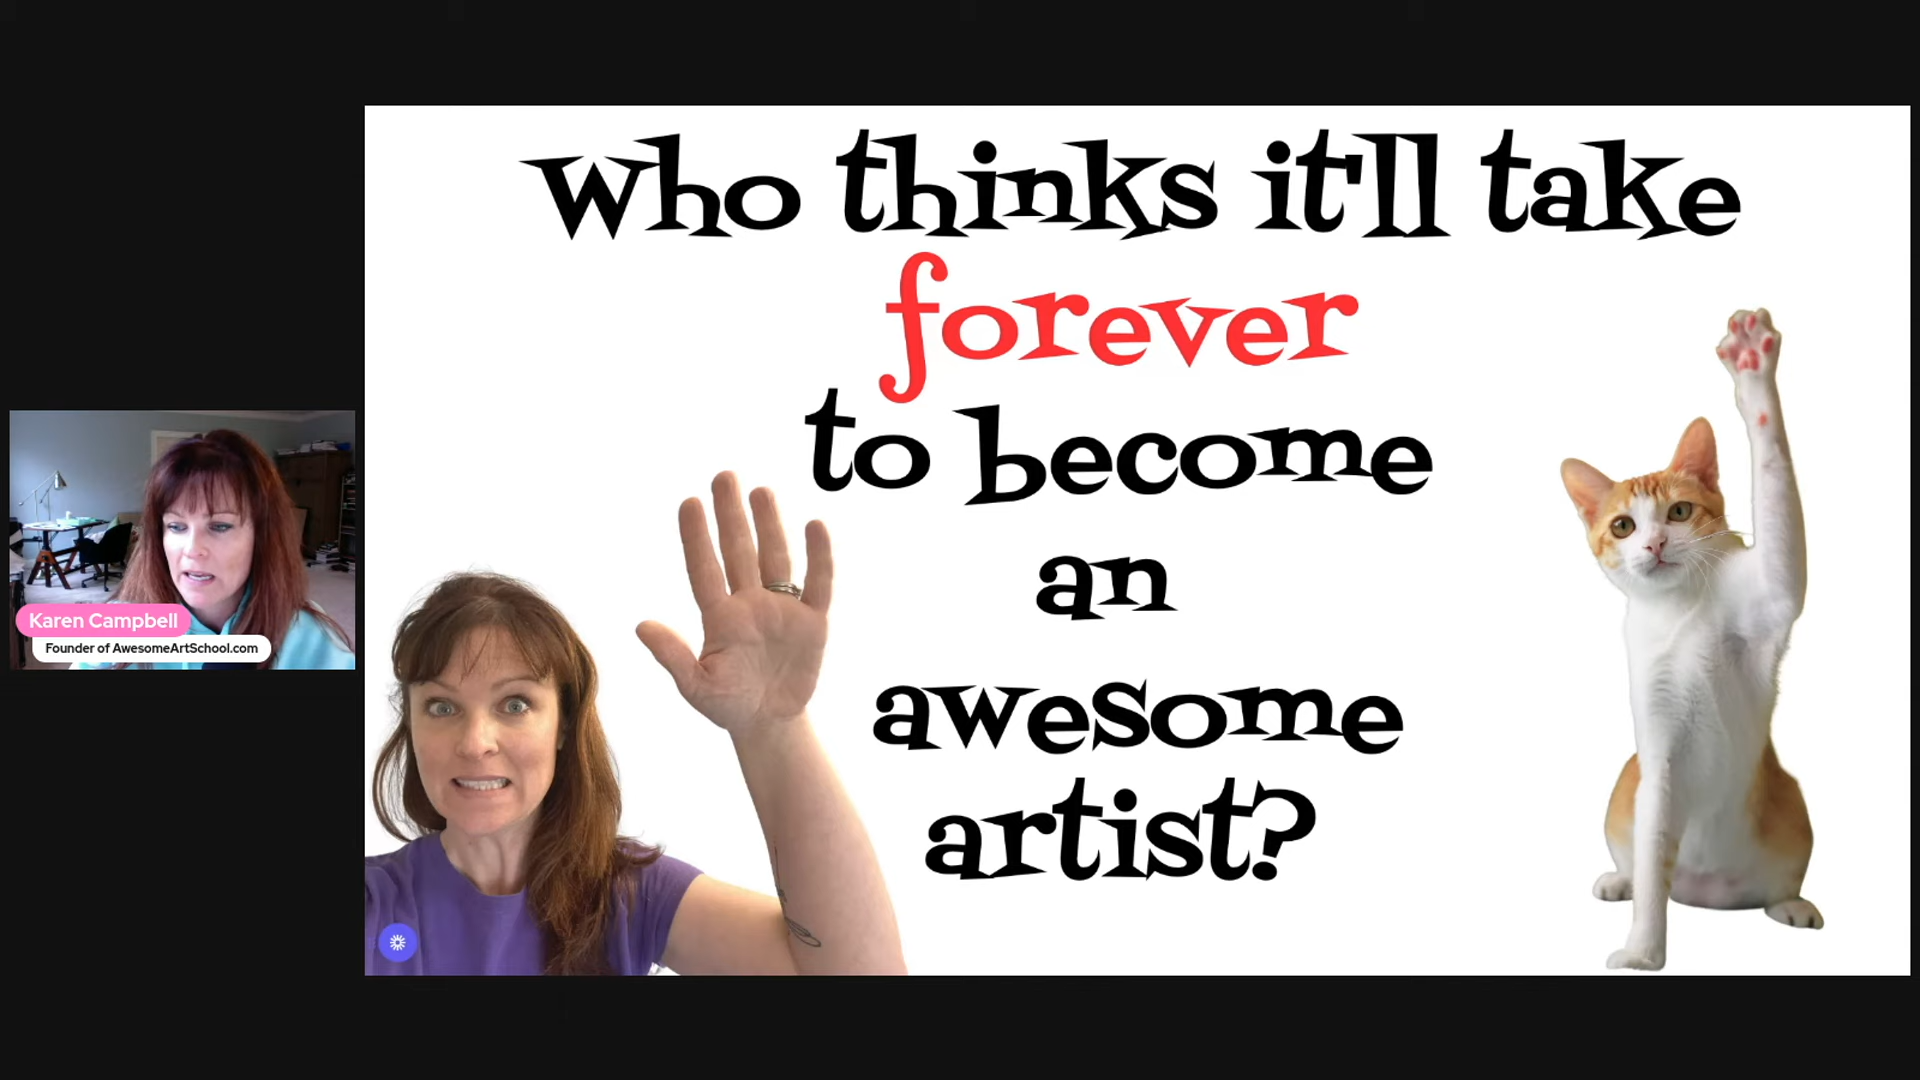 Who thinks it'll take
forever
to become
an
awesome
artist?
Karen Campbell
Founder of AwesomeArtSchool.com